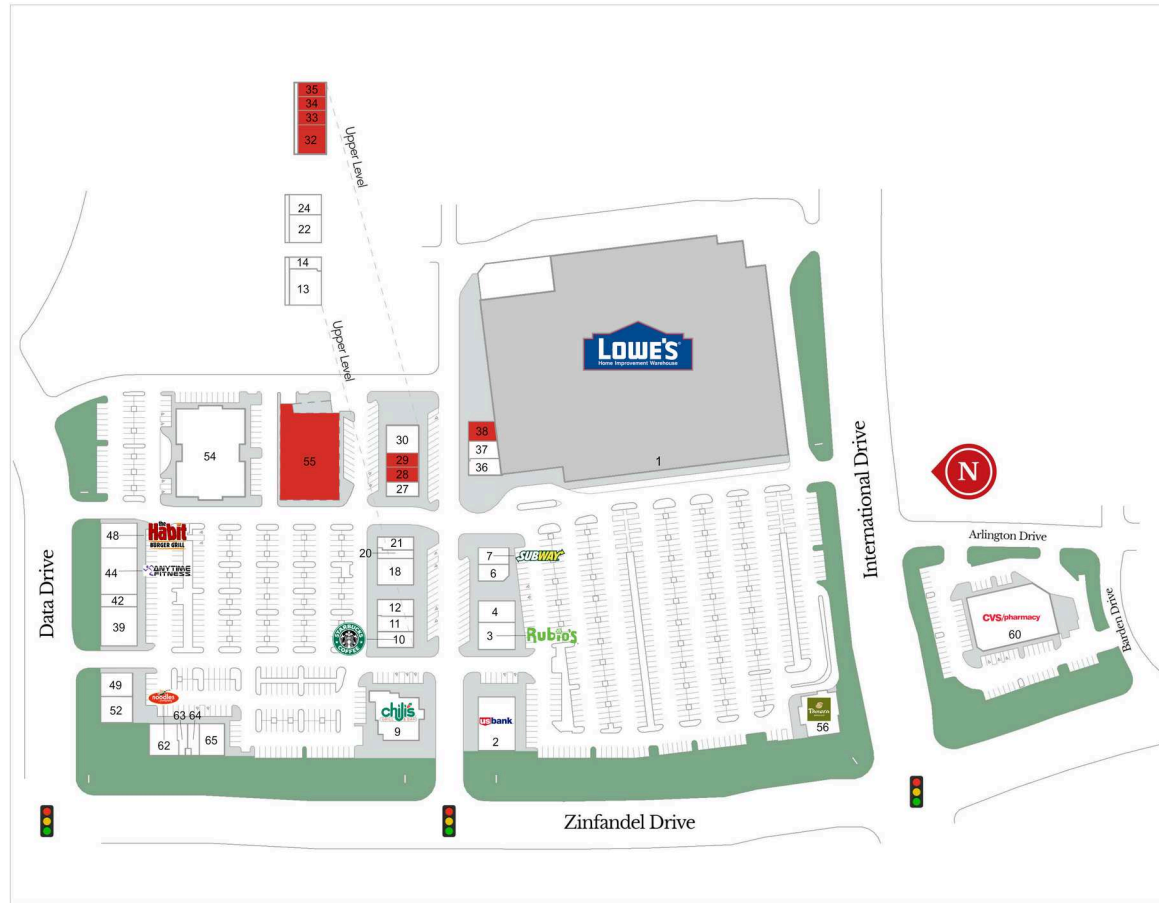 35
34
33
32
Upper Level
24
22
14
13
Upper Level
LOWE'S
Home Improvement Warehouse
1
38
37
36
30
29
28
27
54
55
International Drive
N
Arlington Drive
Barden Drive
CVS/pharmacy
60
Data Drive
48
the Habit
BURGER GRILL
44
ANYTIME
FITNESS
42
39
21
20
18
12
11
10
STARBUCKS
COFFEE
7
SUBWAY
6
4
3
Rubio's
49
52
noodles
63 64
62
65
chili's
9
usbank
2
Panera
56
Zinfandel Drive